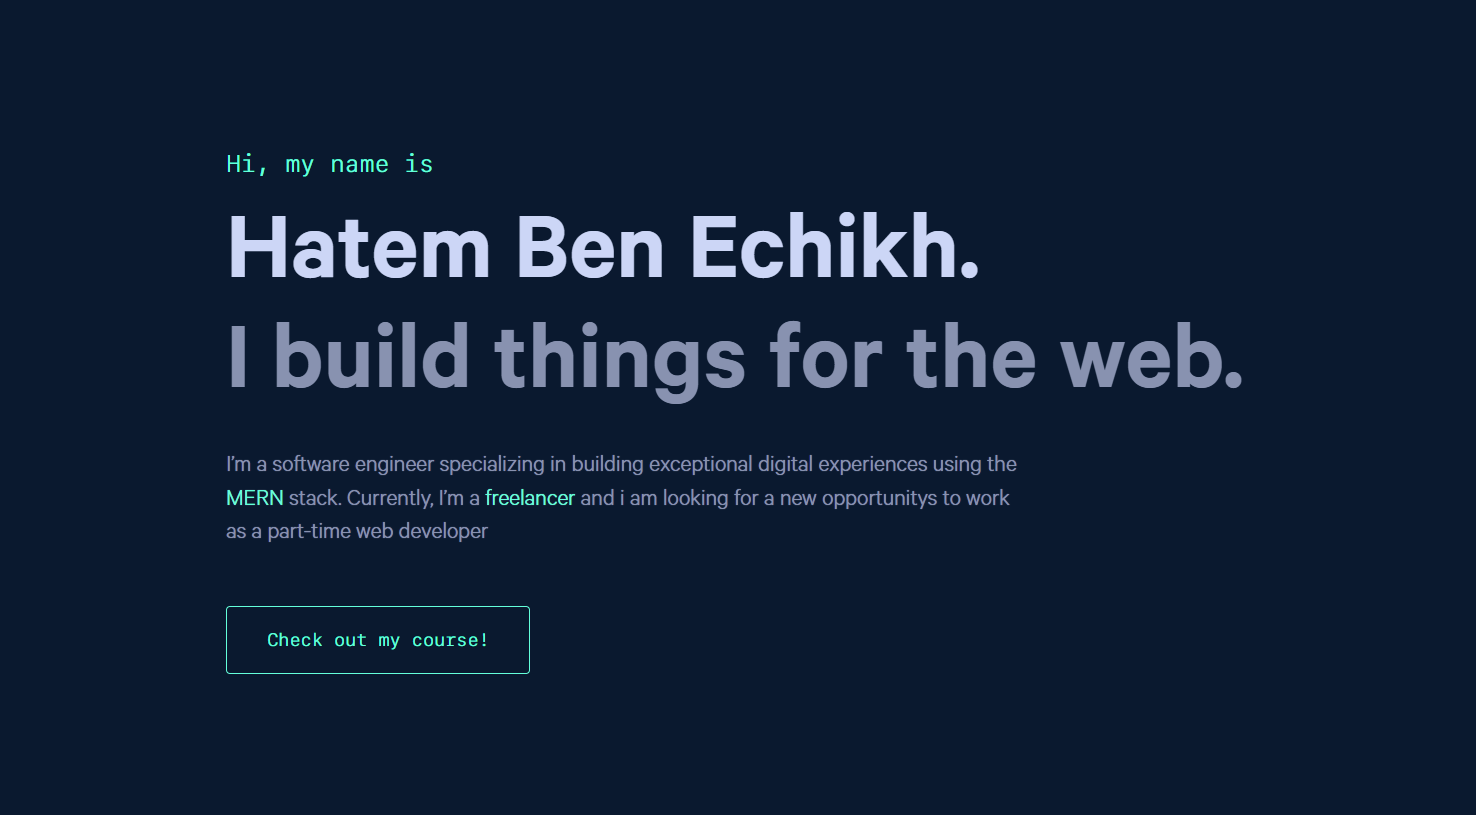 Hi, my name is
Hatem Ben Echikh.
I build things for the web.
I'm a software engineer specializing in building exceptional digital experiences using the
MERN stack. Currently, I'm a freelancer and i am looking for a new opportunitys to work
as a part-time web developer
Check out my course!